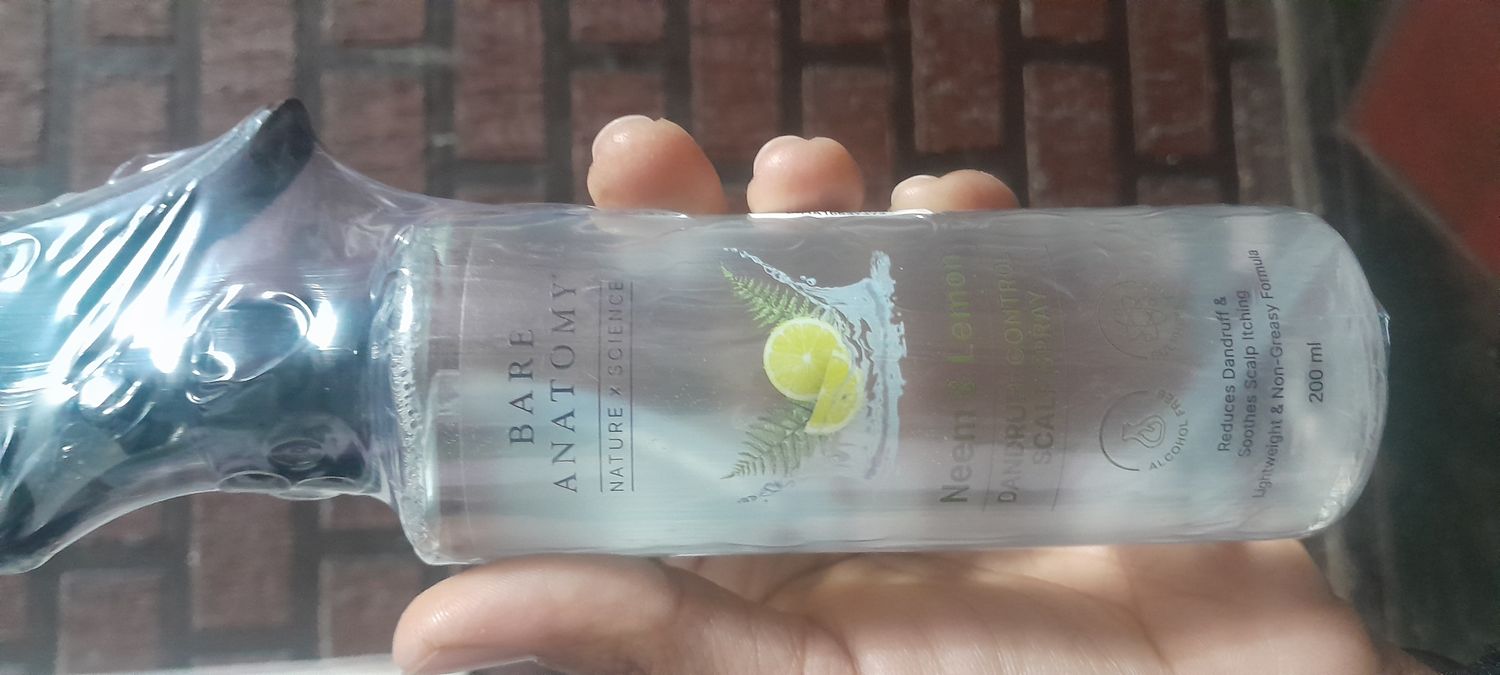 BARE
ANATOMY
NATURE x SCIENCE
Neem & Lemon
DANDRUFF CONTROL
SCALP SPRAY
ALCOHOL FREE
Reduces Dandruff &
Soothes Scalp Itching
Lightweight & Non-Greasy Formula
200 ml